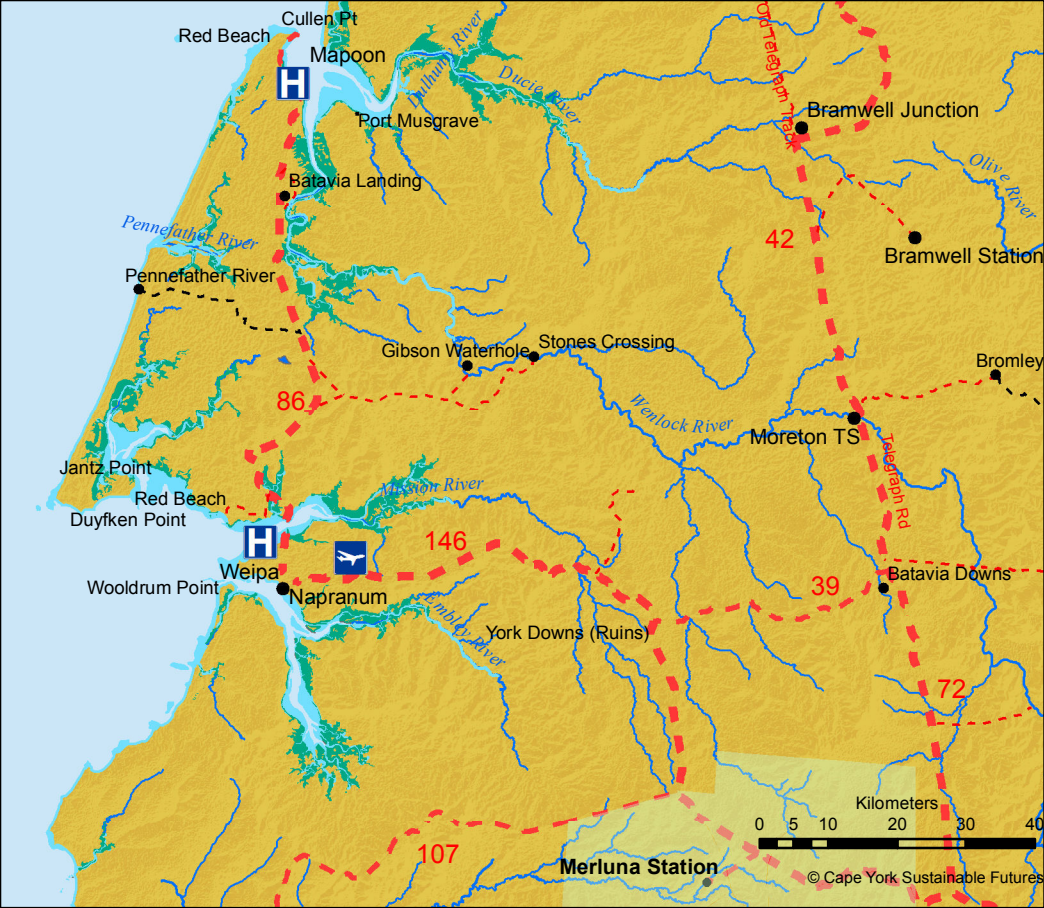 Cullen Pt
Red Beach
Mapoon
H
Dulhunty River
Ducie River
Old Telegraph Track
Port Musgrave
Bramwell Junction
Batavia Landing
Olive River
Pennefather River
42
Bramwell Station
Pennefather River
Gibson Waterhole
Stones Crossing
Bromley
86
Wenlock River
Moreton TS
Telegraph Rd
Jantz Point
Red Beach
Mission River
Duyfken Point
H
146
Weipa
Wooldrum Point
Napranum
39
Batavia Downs
Embley River
York Downs (Ruins)
72
Kilometers
0 5 10 20 30 40
107
Merluna Station
© Cape York Sustainable Futures